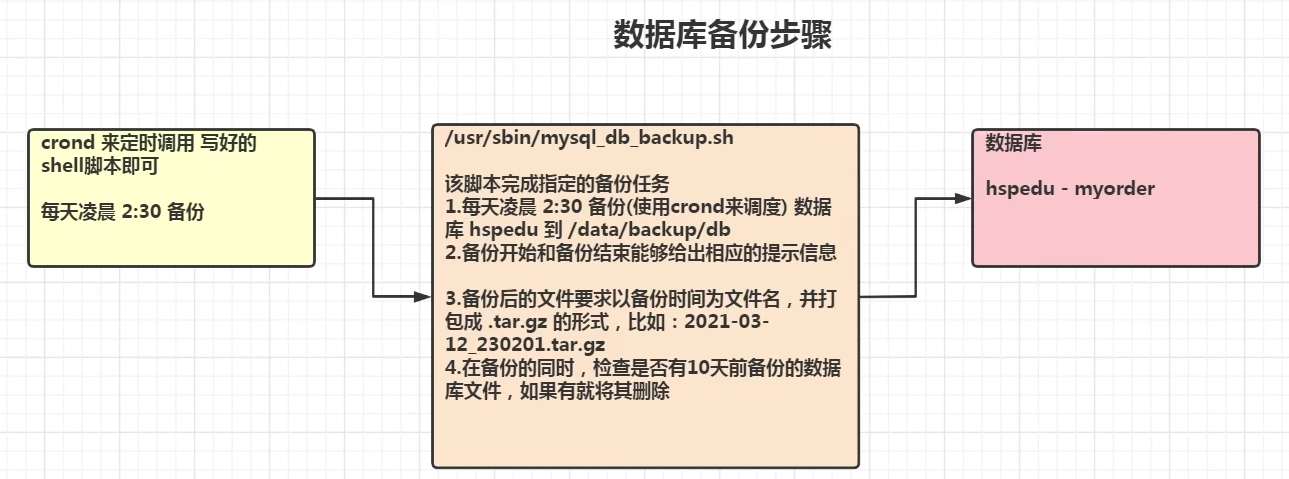 数据库备份步骤
crond 来定时调用 写好的
shell脚本即可
每天凌晨 2:30 备份
/usr/sbin/mysql_db_backup.sh
该脚本完成指定的备份任务
1.每天凌晨 2:30 备份(使用crond来调度) 数据
库 hspedu 到 /data/backup/db
2.备份开始和备份结束能够给出相应的提示信息
3.备份后的文件要求以备份时间为文件名，并打
包成 .tar.gz 的形式，比如：2021-03-
12_230201.tar.gz
4.在备份的同时，检查是否有10天前备份的数据
库文件，如果有就将其删除
数据库
hspedu - myorder